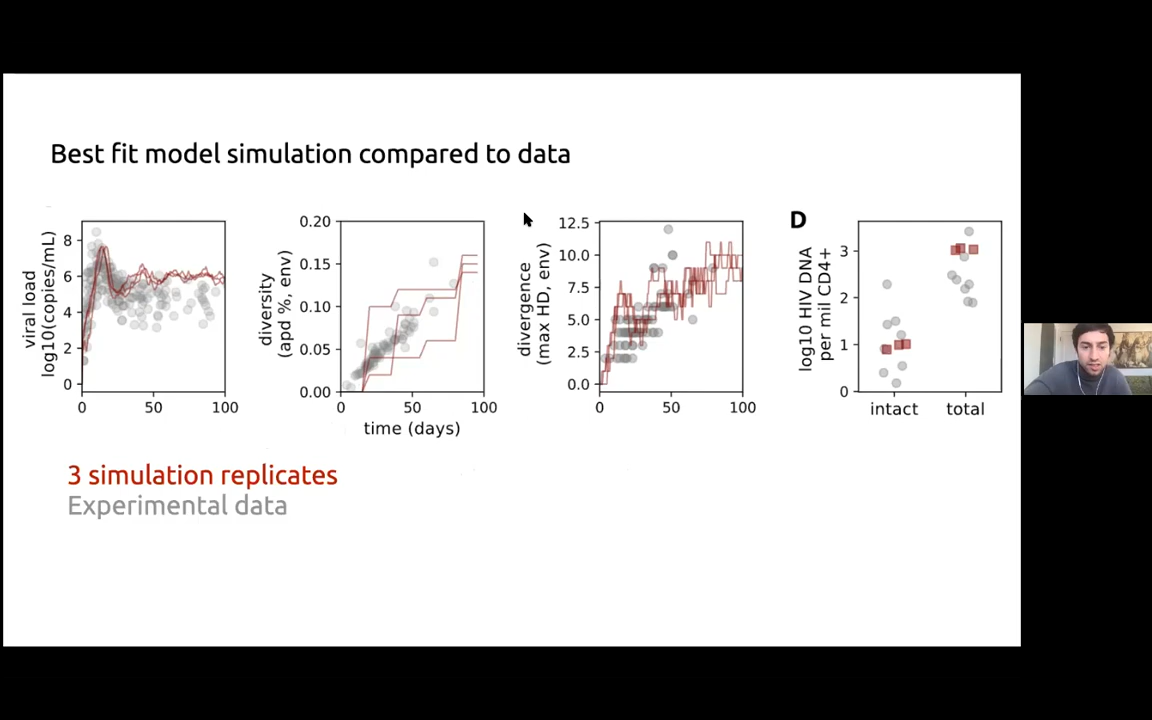 Best fit model simulation compared to data
viral load
log10(copies/mL)
8
6
4
2
0
0 50 100
diversity
(apd %, env)
0.20
0.15
0.10
0.05
0.00
0 50 100
time (days)
divergence
(max HD, env)
12.5
10.0
7.5
5.0
2.5
0.0
0 50 100
D
log10 HIV DNA
per mil CD4+
3
2
1
0
intact total
3 simulation replicates
Experimental data